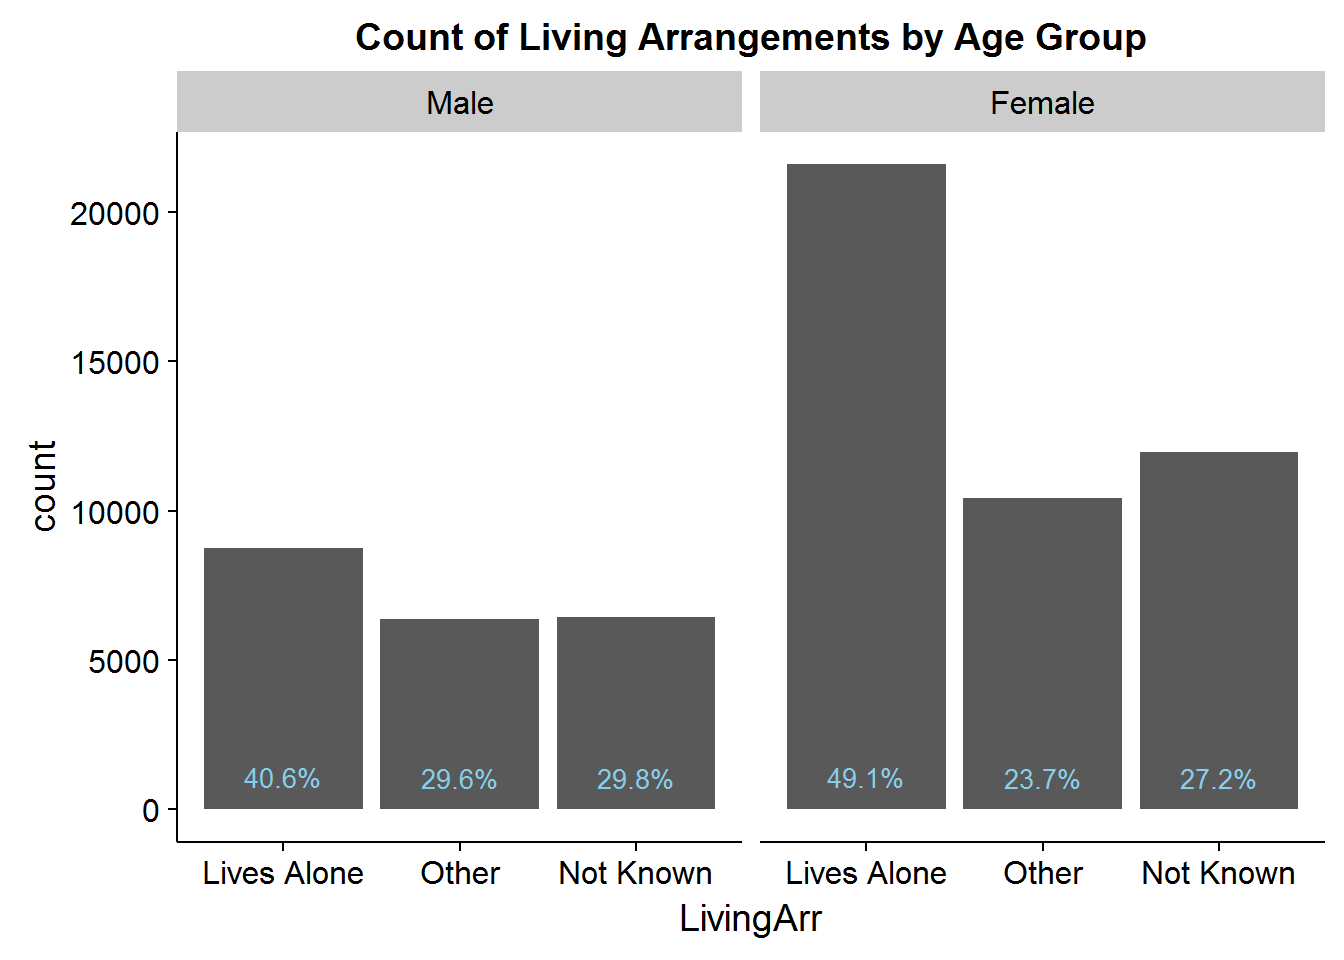 Count of Living Arrangements by Age Group
Male
Female
count
20000
15000
10000
5000
0
40.6%
29.6%
29.8%
49.1%
23.7%
27.2%
Lives Alone
Other
Not Known
Lives Alone
Other
Not Known
LivingArr